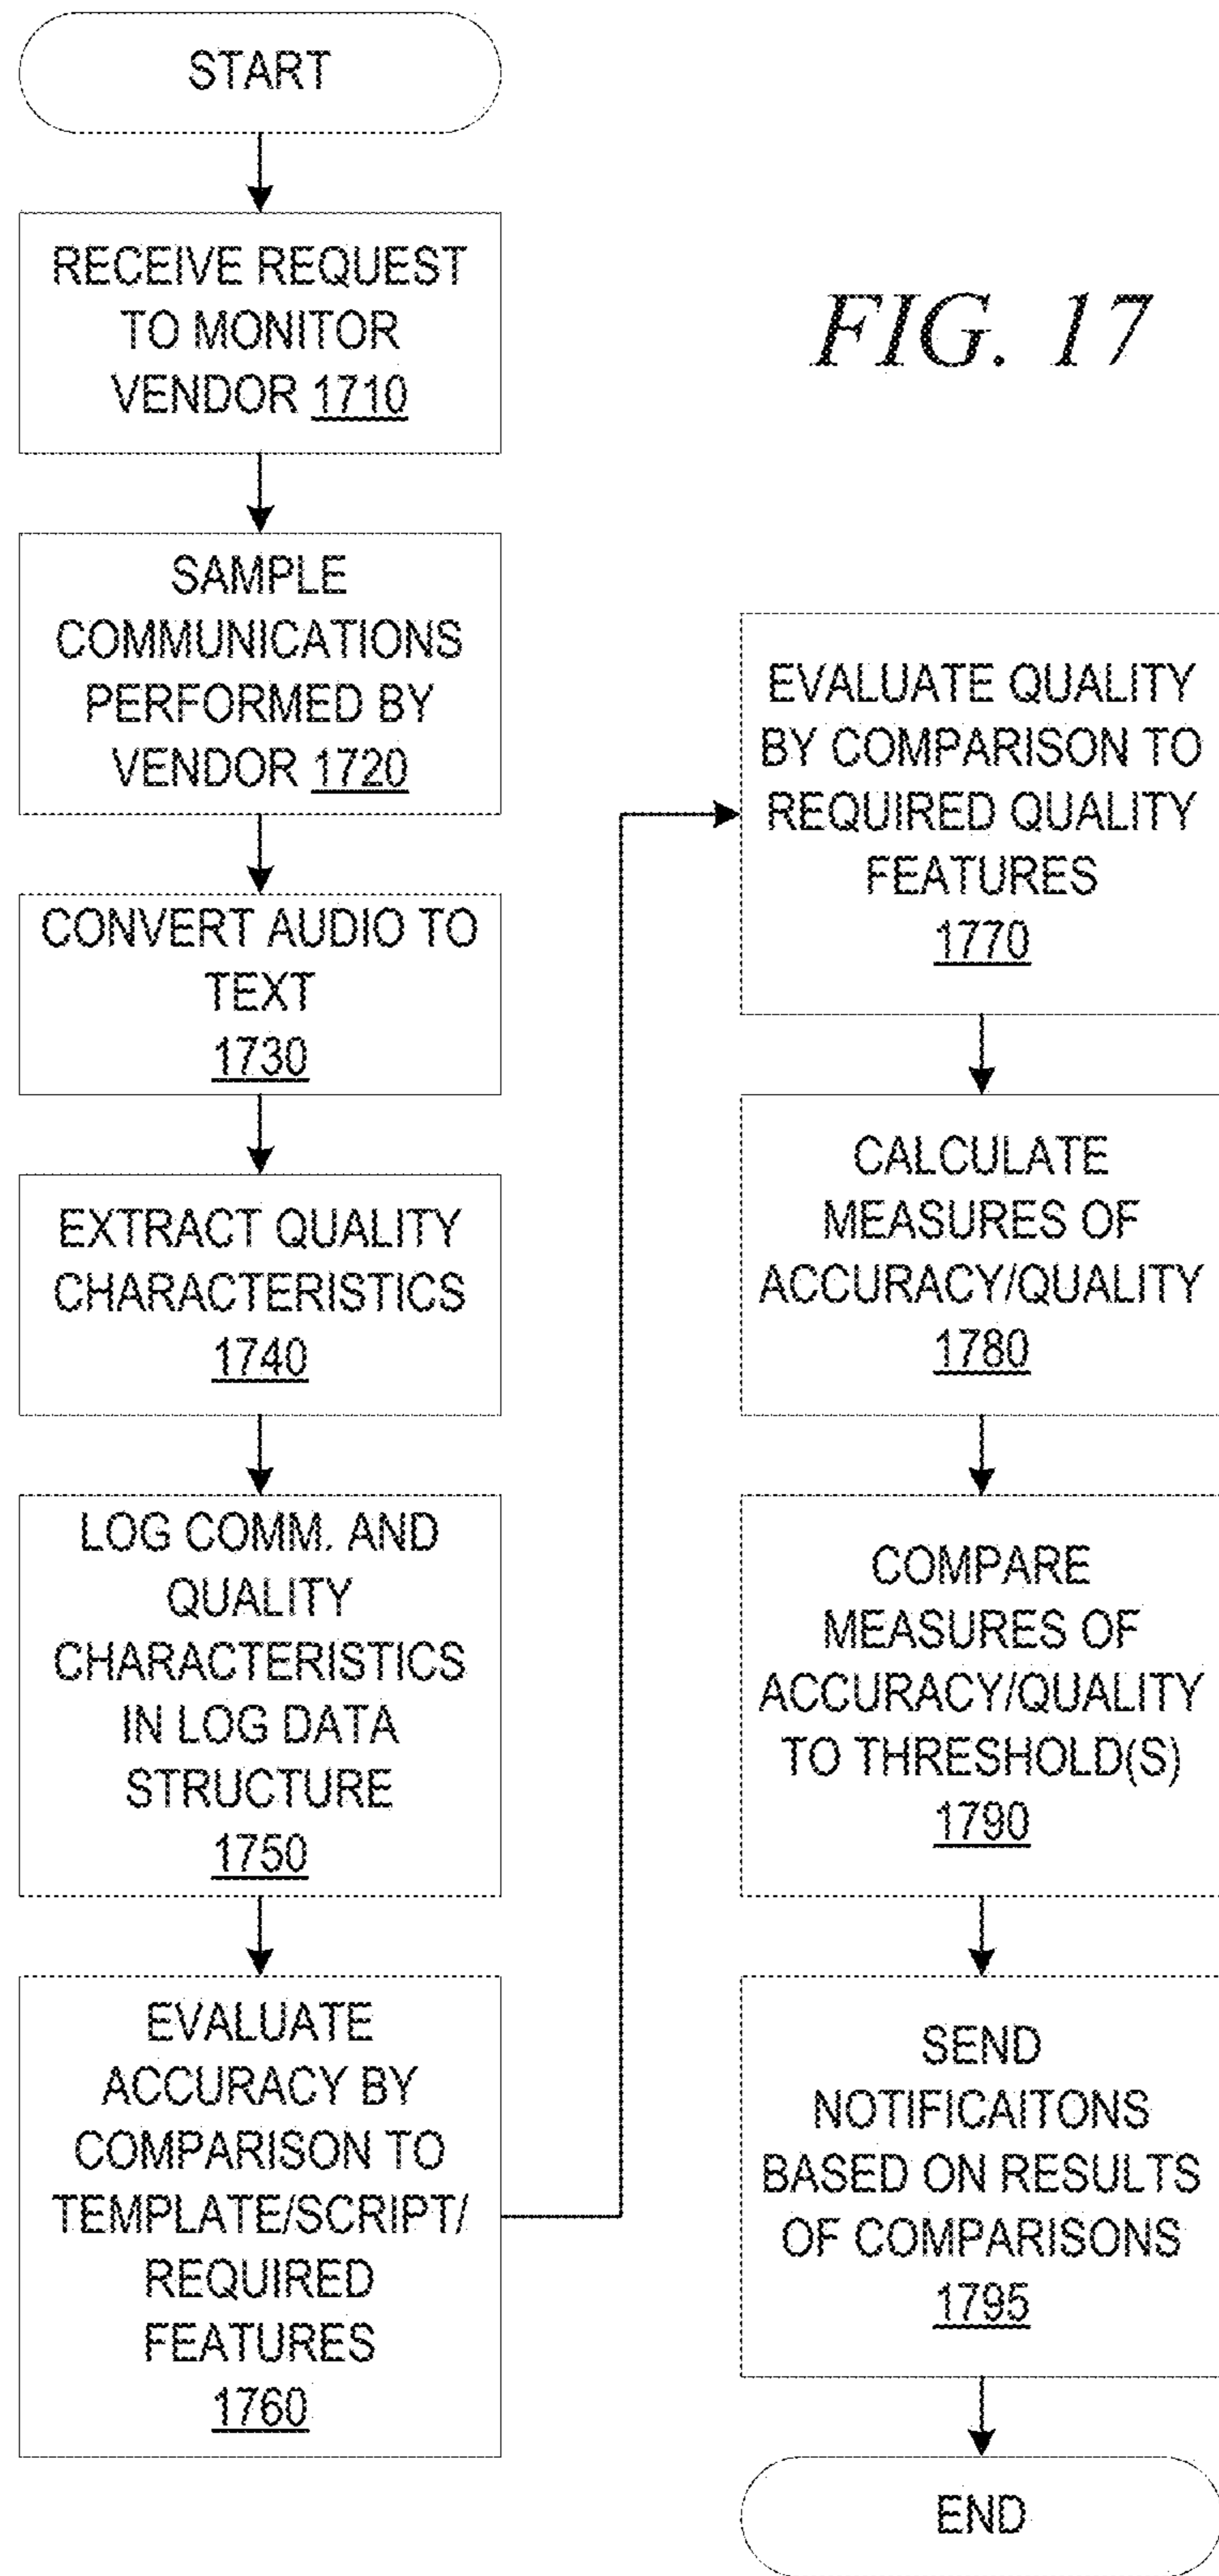 START
RECEIVE REQUEST
TO MONITOR
VENDOR 1710
FIG. 17
SAMPLE
COMMUNICATIONS
PERFORMED BY
VENDOR 1720
CONVERT AUDIO TO
TEXT
1730
EXTRACT QUALITY
CHARACTERISTICS
1740
LOG COMM. AND
QUALITY
CHARACTERISTICS
IN LOG DATA
STRUCTURE
1750
EVALUATE
ACCURACY BY
COMPARISON TO
TEMPLATE/SCRIPT/
REQUIRED
FEATURES
1760
EVALUATE QUALITY
BY COMPARISON TO
REQUIRED QUALITY
FEATURES
1770
CALCULATE
MEASURES OF
ACCURACY/QUALITY
1780
COMPARE
MEASURES OF
ACCURACY/QUALITY
TO THRESHOLD(S)
1790
SEND
NOTIFICAITONS
BASED ON RESULTS
OF COMPARISONS
1795
END